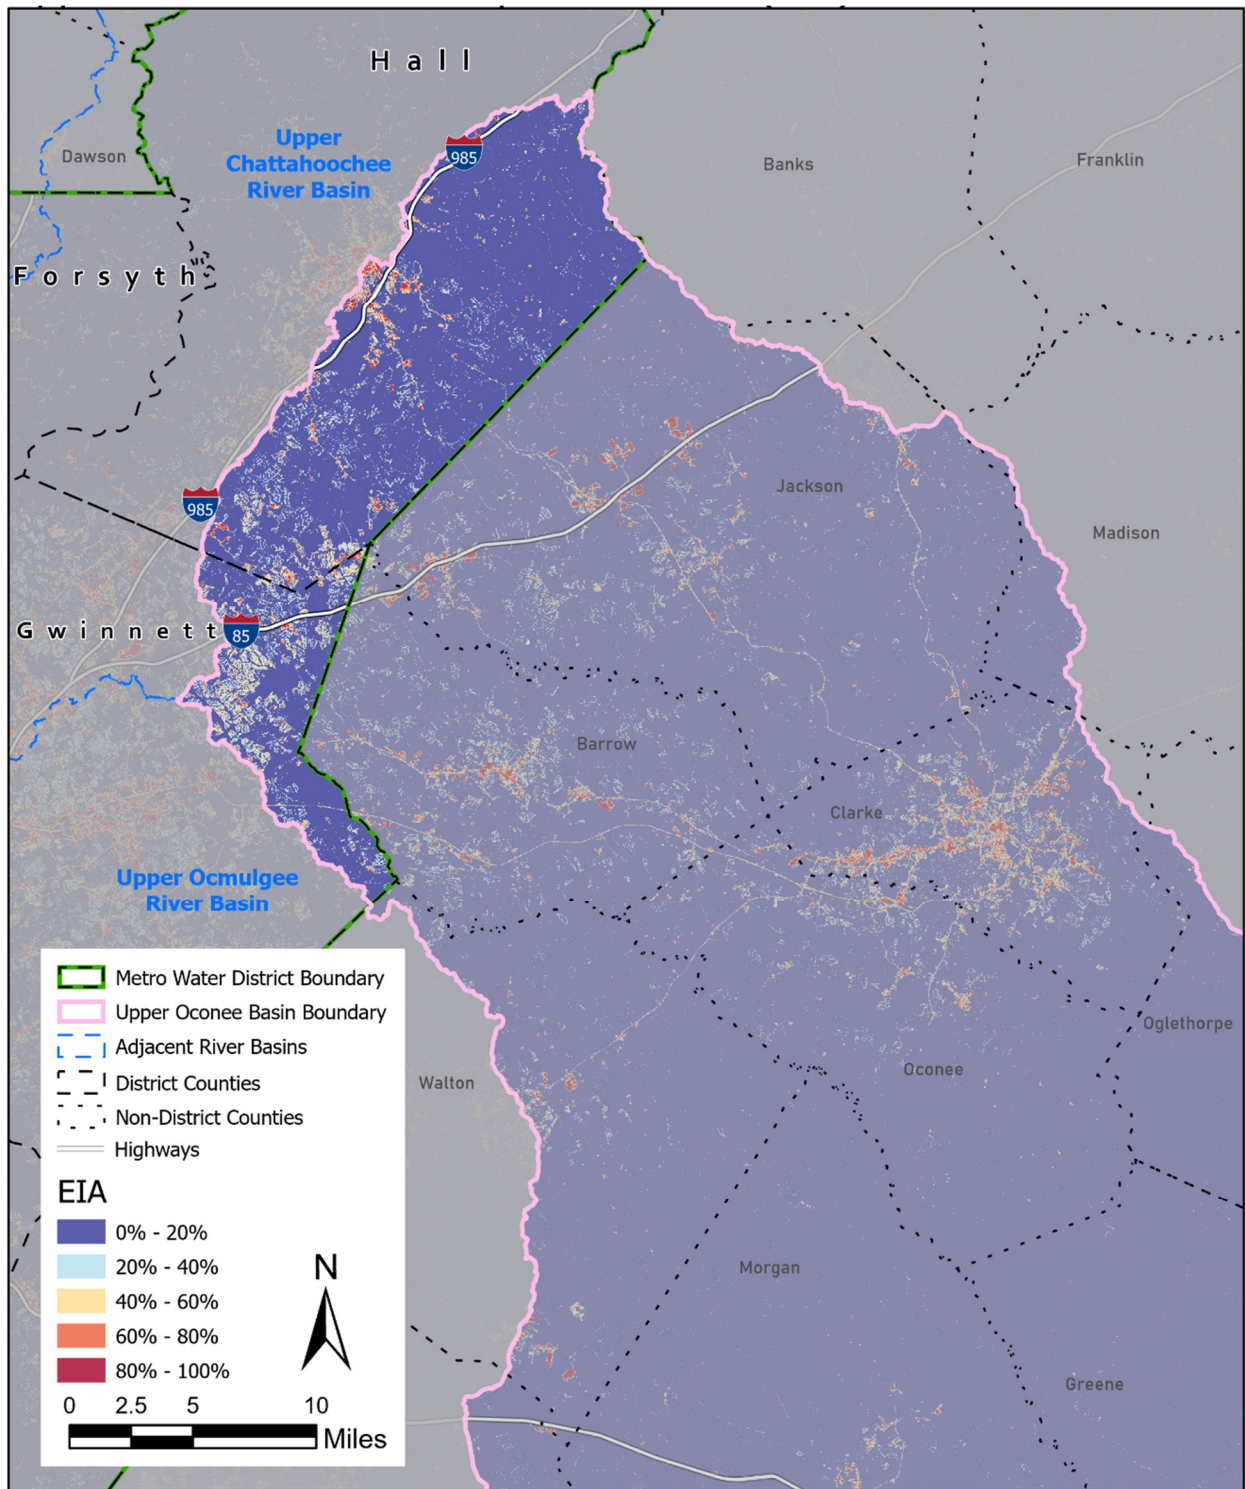 Hall
Upper
Chattahoochee
River Basin
985
Dawson
Banks
Franklin
Forsyth
Jackson
985
Madison
Gwinnett
85
Barrow
Clarke
Upper Ocmulgee
River Basin
Oglethorpe
Oconee
Walton
Morgan
Greene
Metro Water District Boundary
Upper Oconee Basin Boundary
Adjacent River Basins
District Counties
Non-District Counties
Highways
EIA
0% - 20%
20% - 40%
40% - 60%
60% - 80%
80% - 100%
N
0 2.5 5 10
Miles